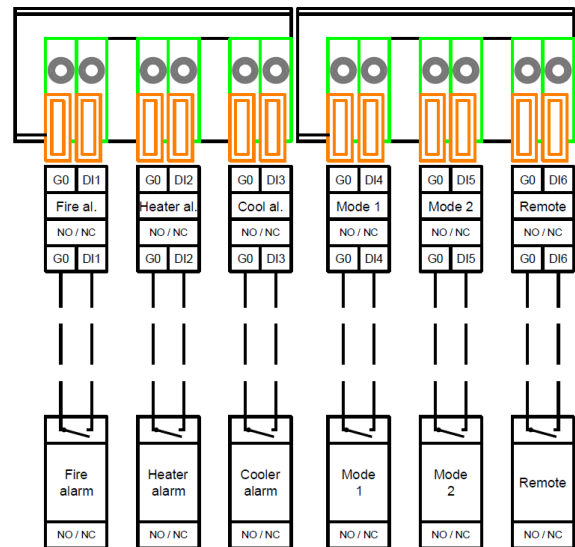 G0 DI1 G0 DI2 G0 DI3 G0 DI4 G0 DI5 G0 DI6
Fire al. Heater al. Cool al. Mode 1 Mode 2 Remote
NO / NC NO / NC NO / NC NO / NC NO / NC NO / NC
G0 DI1 G0 DI2 G0 DI3 G0 DI4 G0 DI5 G0 DI6
Fire Heater Cooler Mode Mode Remote
alarm alarm alarm 1 2
NO / NC NO / NC NO / NC NO / NC NO / NC NO / NC